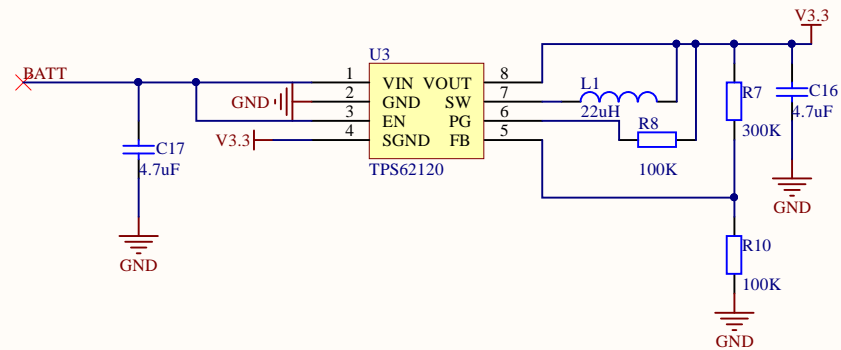 V3.3
BATT
U3
1 VIN VOUT 8
GND 2 GND SW 7
3 EN PG 6
V3.3 4 SGND FB 5
TPS62120
L1
22uH
R8
100K
R7
300K
C16
4.7uF
GND
C17
4.7uF
GND
R10
100K
GND